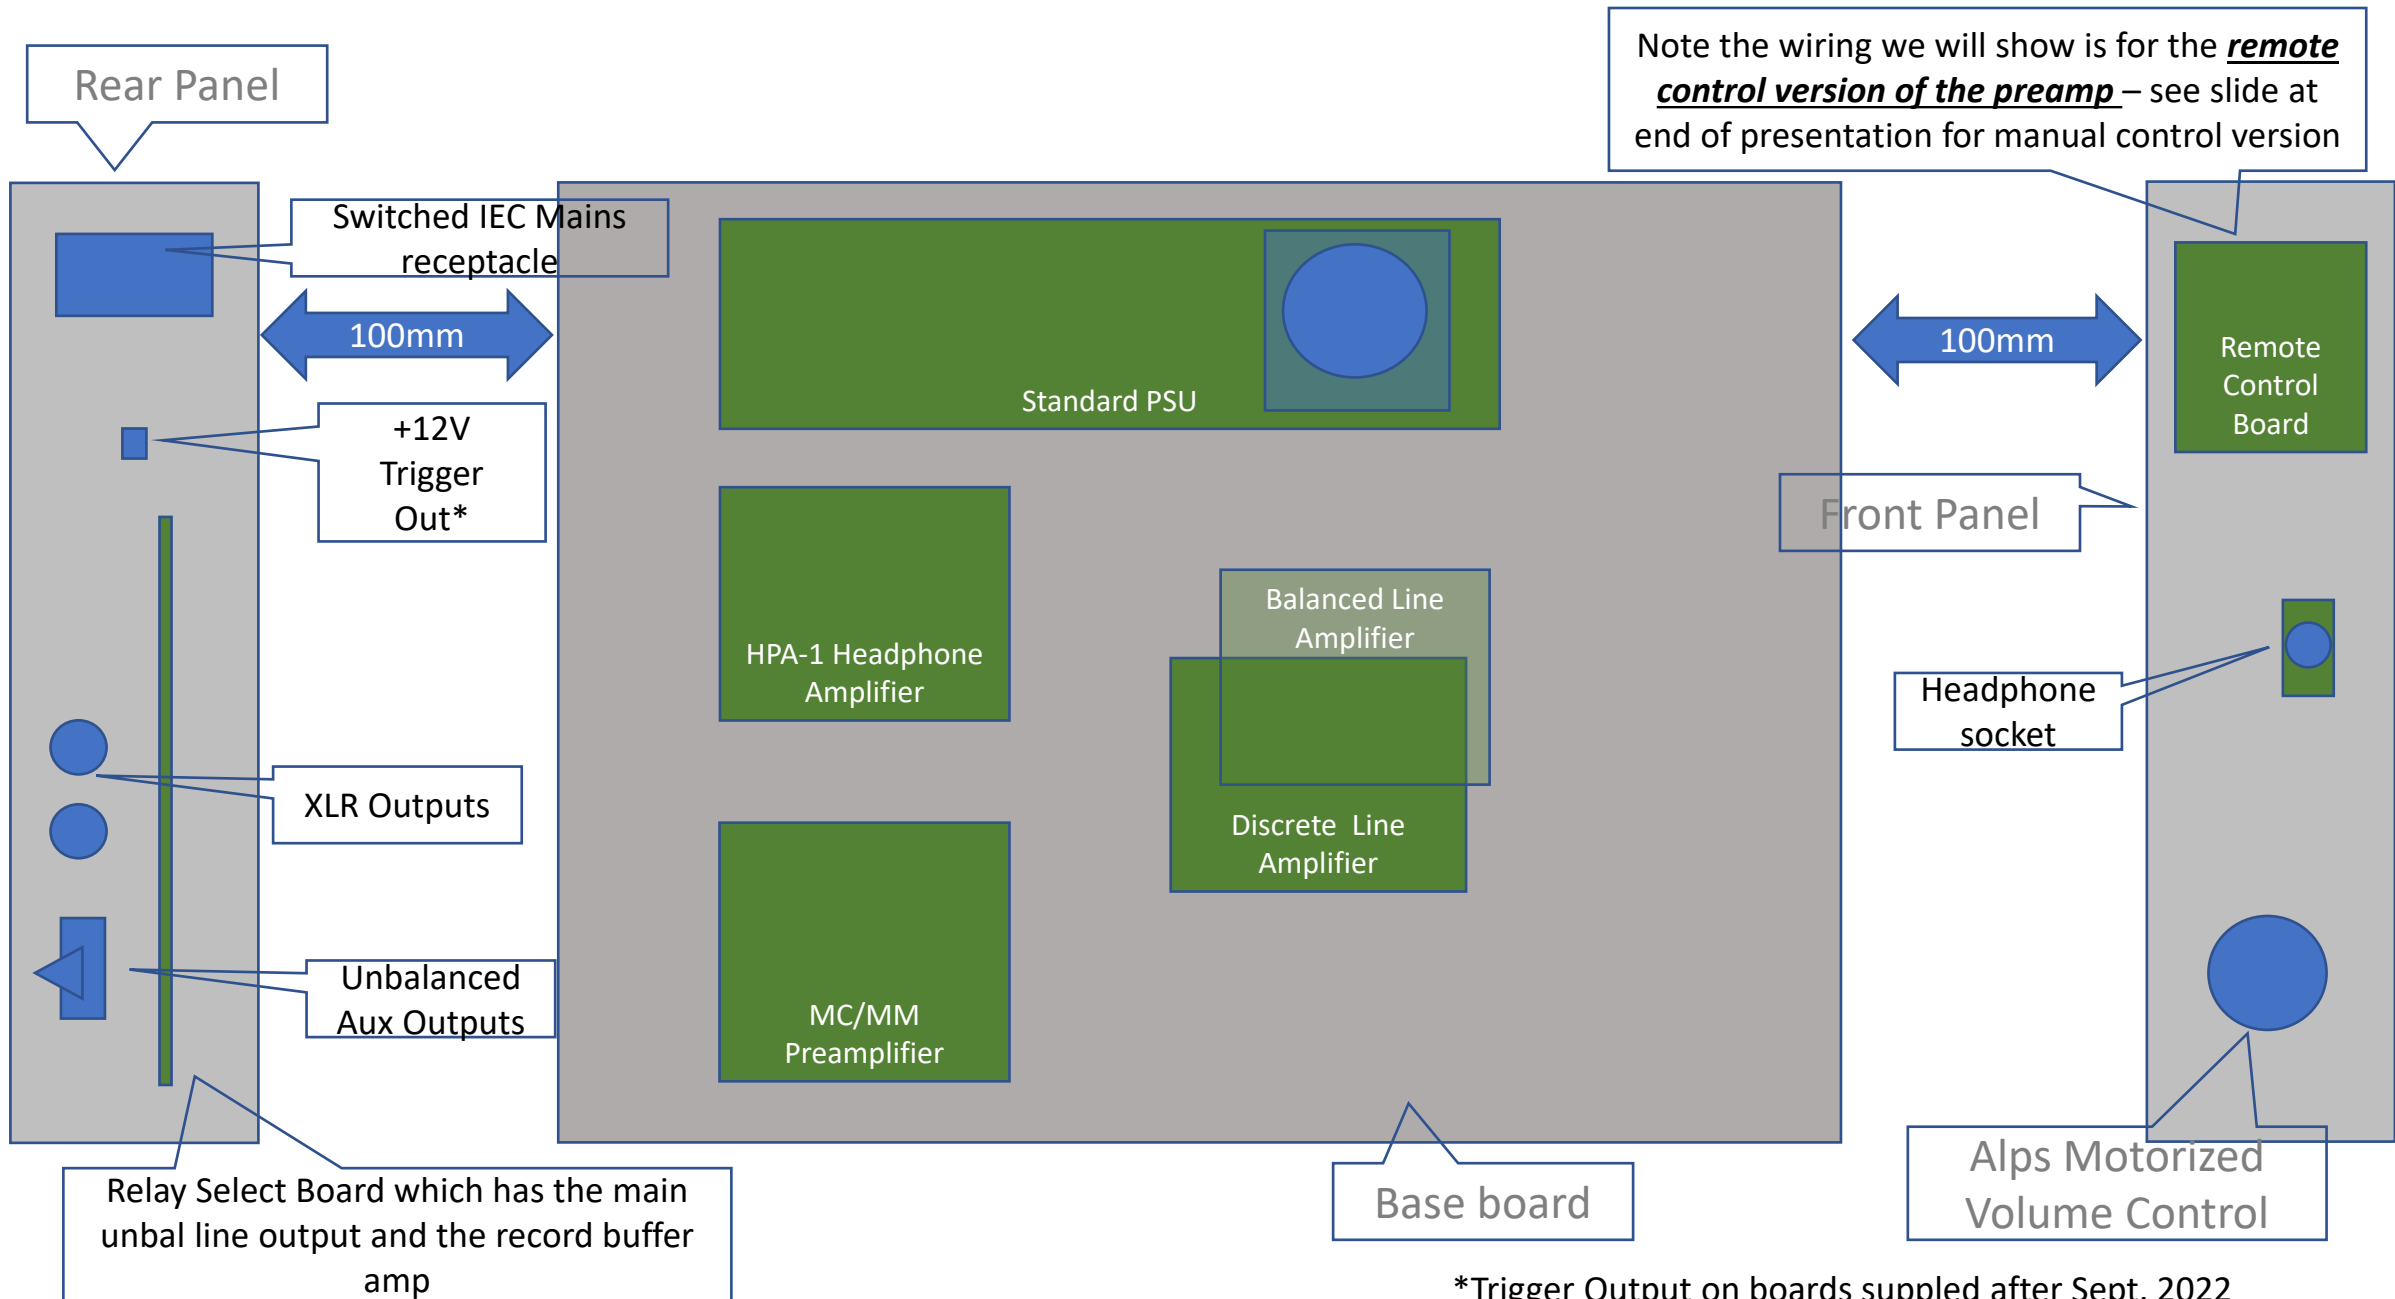 Rear Panel
Note the wiring we will show is for the remote
control version of the preamp – see slide at
end of presentation for manual control version
Switched IEC Mains
receptacle
100mm
100mm
Standard PSU
Remote
Control
Board
+12V
Trigger
Out*
Front Panel
HPA-1 Headphone
Amplifier
Balanced Line
Amplifier
Headphone
socket
XLR Outputs
Discrete Line
Amplifier
Unbalanced
Aux Outputs
MC/MM
Preamplifier
Relay Select Board which has the main
unbal line output and the record buffer
amp
Base board
Alps Motorized
Volume Control
*Trigger Output on boards suppled after Sept. 2022